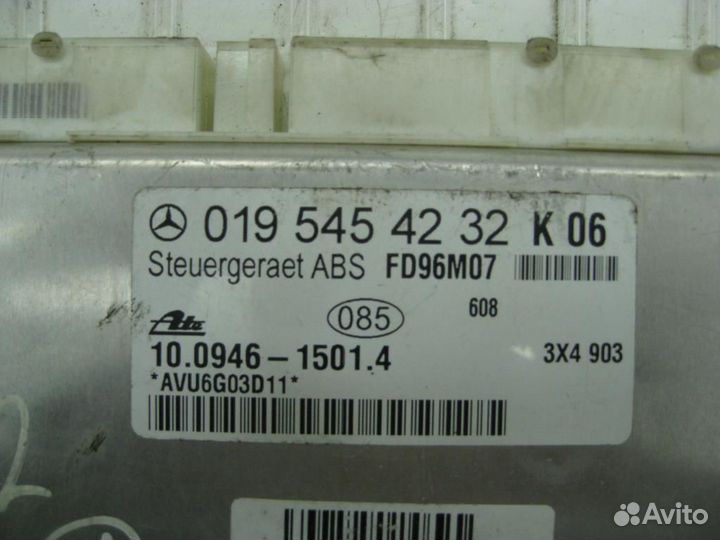 019 545 42 32 K 06
Steuergeraet ABS FD96M07
608
Ate 085
10.0946-1501.4 3X4 903
*AVU6G03D11*
Avito